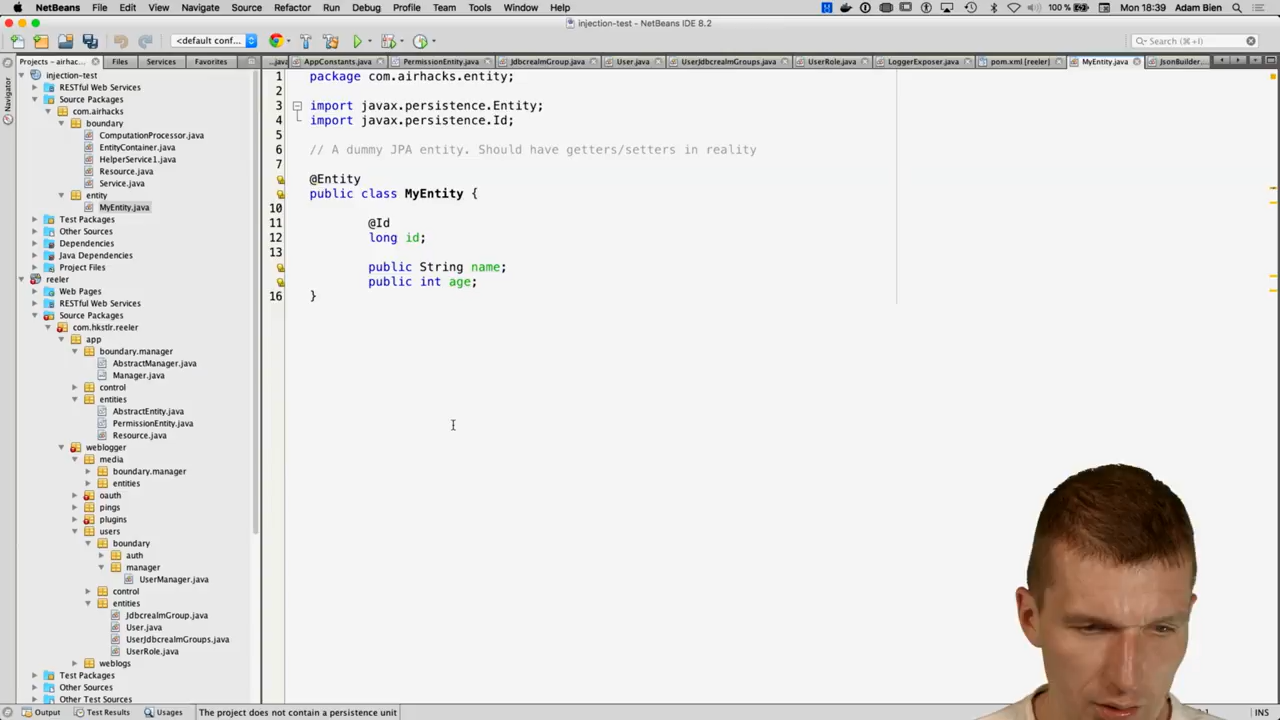 NetBeans File Edit View Navigate Source Refactor Run Debug Profile Team Tools Window Help 100 % Mon 18:39 Adam Bien
injection-test - NetBeans IDE 8.2
<default conf... Search (⌘+I)
Projects - airhac... Files Services Favorites
.java AppConstants.java PermissionEntity.java JdbcrealmGroup.java User.java UserJdbcrealmGroups.java UserRole.java LoggerExposer.java pom.xml [reeler] MyEntity.java JsonBuilder...
Navigator
injection-test
RESTful Web Services
Source Packages
com.airhacks
boundary
ComputationProcessor.java
EntityContainer.java
HelperService1.java
Resource.java
Service.java
entity
MyEntity.java
Test Packages
Other Sources
Dependencies
Java Dependencies
Project Files
reeler
Web Pages
RESTful Web Services
Source Packages
com.hkstlr.reeler
app
boundary.manager
AbstractManager.java
Manager.java
control
entities
AbstractEntity.java
PermissionEntity.java
Resource.java
weblogger
media
boundary.manager
entities
oauth
pings
plugins
users
boundary
auth
manager
UserManager.java
control
entities
JdbcrealmGroup.java
User.java
UserJdbcrealmGroups.java
UserRole.java
weblogs
Test Packages
Other Sources
Other Test Sources
1 package com.airhacks.entity;
2
3 import javax.persistence.Entity;
4 import javax.persistence.Id;
5
6 // A dummy JPA entity. Should have getters/setters in reality
7
@Entity
public class MyEntity {
10
11 @Id
12 long id;
13
public String name;
public int age;
16 }
Output Test Results Usages The project does not contain a persistence unit INS